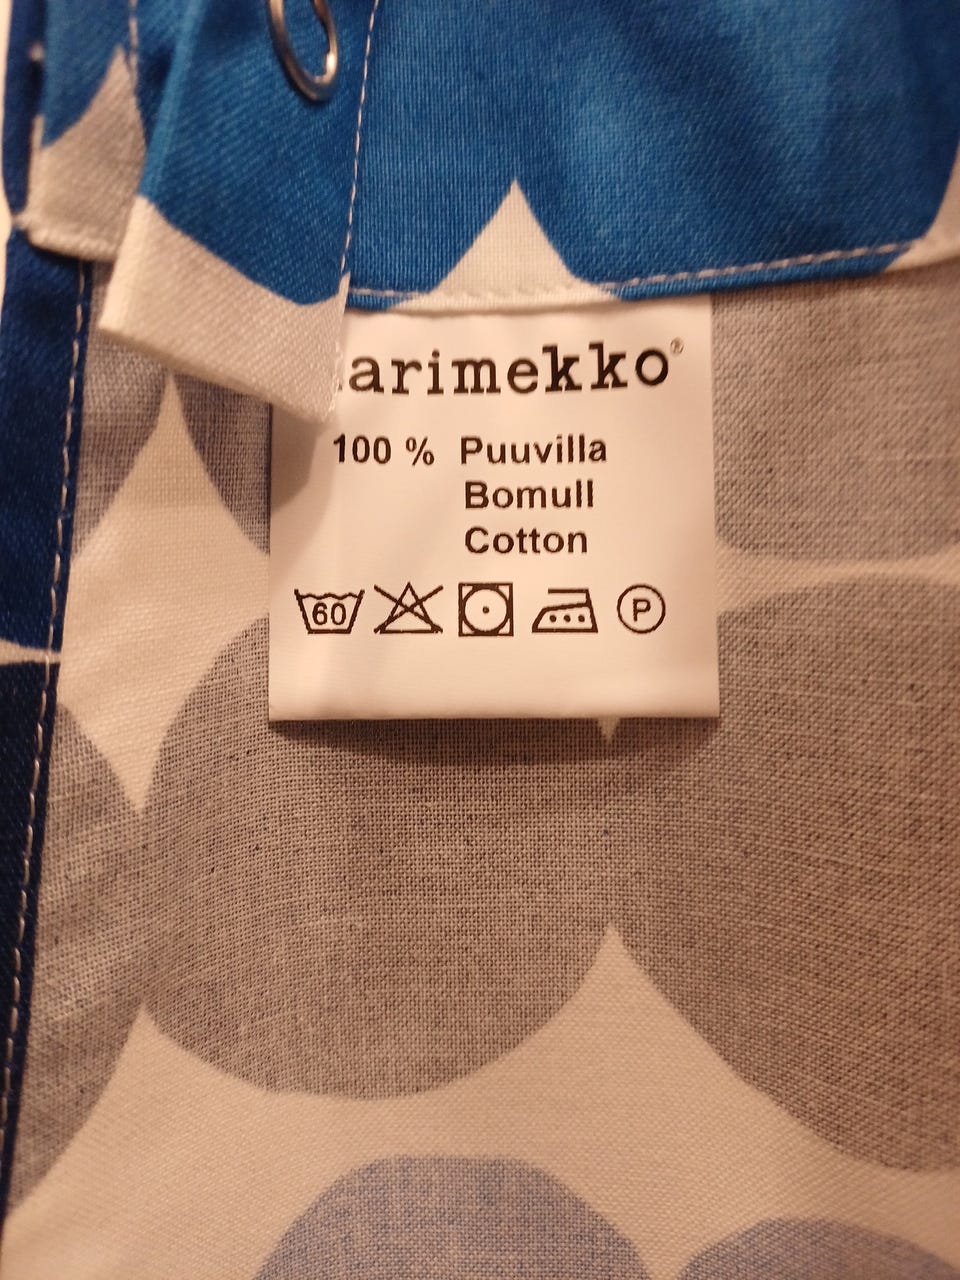 arimekko®
100 % Puuvilla
Bomull
Cotton
60 P